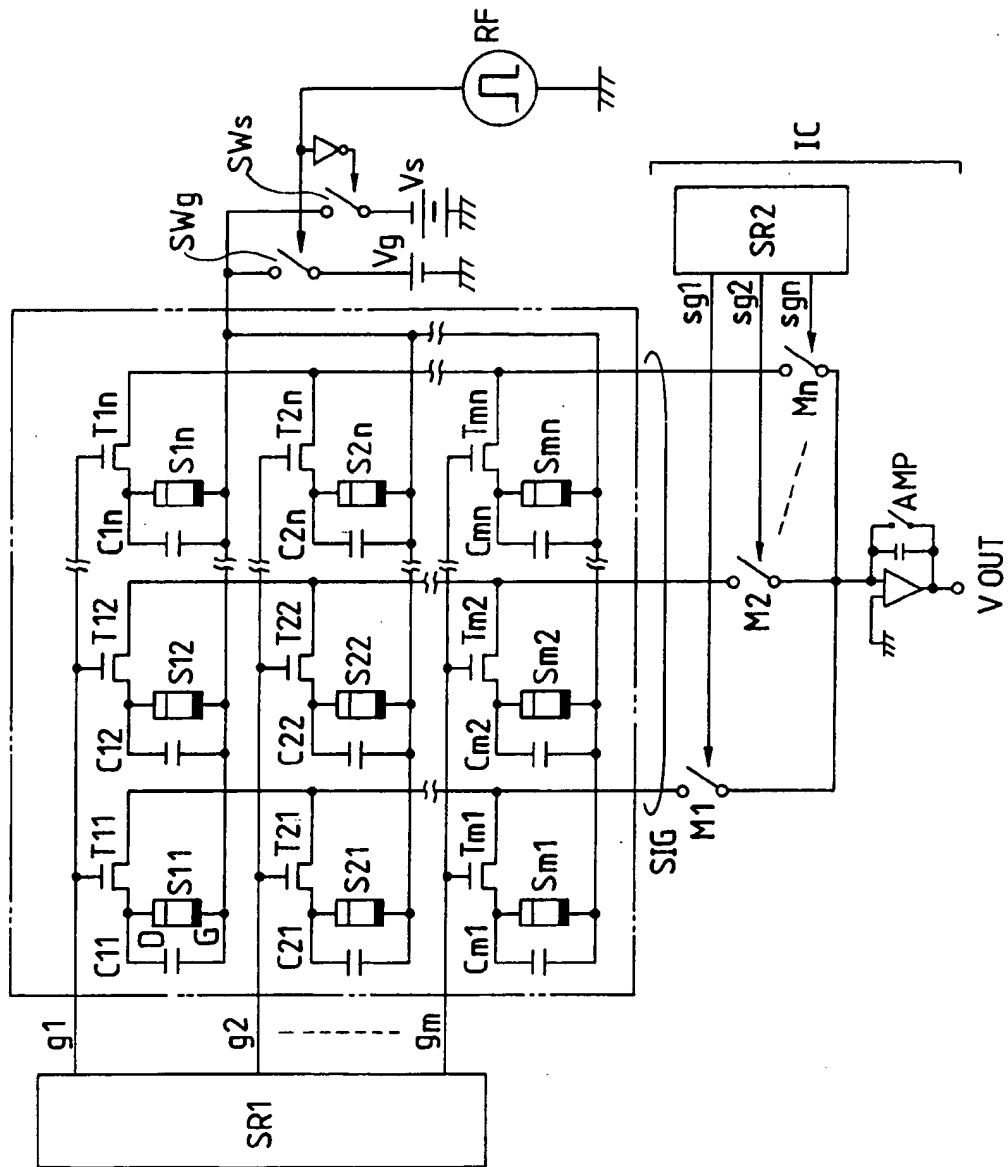 RF
SWs
SWg
Vs
Vg
IC
SR2
sg1
sg2
sgn
T11
T12
T1n
C11
S11
C12
S12
C1n
S1n
D
G
T21
T22
T2n
C21
S21
C22
S22
C2n
S2n
Tm1
Tm2
Tmn
Cm1
Sm1
Cm2
Sm2
Cmn
Smn
g1
g2
gm
SR1
SIG
M1
M2
Mn
AMP
V OUT